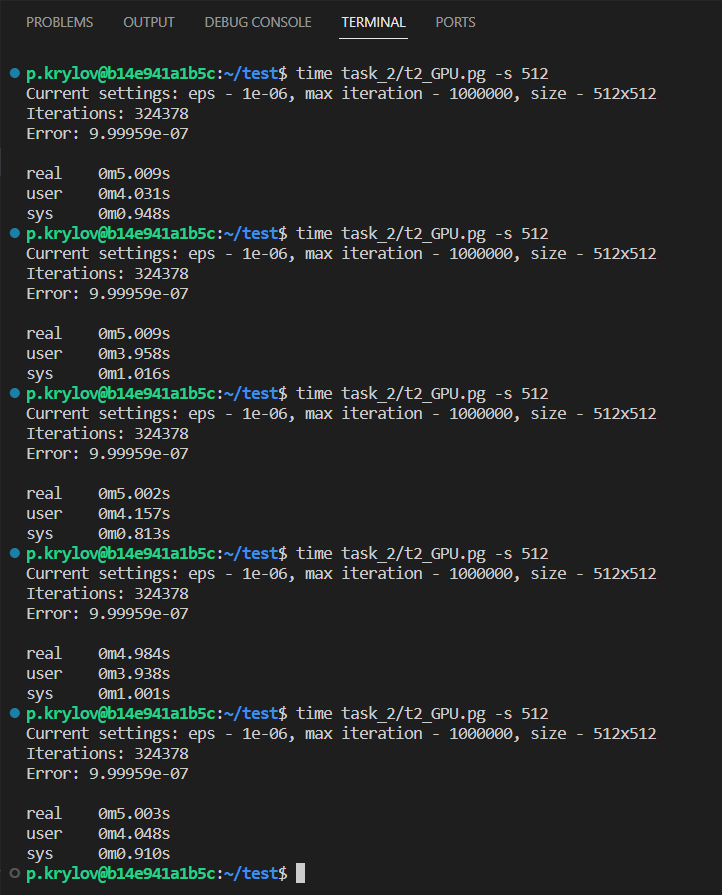 PROBLEMS OUTPUT DEBUG CONSOLE TERMINAL PORTS
p.krylov@b14e941a1b5c:~/test$ time task_2/t2_GPU.pg -s 512
Current settings: eps - 1e-06, max iteration - 1000000, size - 512x512
Iterations: 324378
Error: 9.99959e-07
real 0m5.009s
user 0m4.031s
sys 0m0.948s
p.krylov@b14e941a1b5c:~/test$ time task_2/t2_GPU.pg -s 512
Current settings: eps - 1e-06, max iteration - 1000000, size - 512x512
Iterations: 324378
Error: 9.99959e-07
real 0m5.009s
user 0m3.958s
sys 0m1.016s
p.krylov@b14e941a1b5c:~/test$ time task_2/t2_GPU.pg -s 512
Current settings: eps - 1e-06, max iteration - 1000000, size - 512x512
Iterations: 324378
Error: 9.99959e-07
real 0m5.002s
user 0m4.157s
sys 0m0.813s
p.krylov@b14e941a1b5c:~/test$ time task_2/t2_GPU.pg -s 512
Current settings: eps - 1e-06, max iteration - 1000000, size - 512x512
Iterations: 324378
Error: 9.99959e-07
real 0m4.984s
user 0m3.938s
sys 0m1.001s
p.krylov@b14e941a1b5c:~/test$ time task_2/t2_GPU.pg -s 512
Current settings: eps - 1e-06, max iteration - 1000000, size - 512x512
Iterations: 324378
Error: 9.99959e-07
real 0m5.003s
user 0m4.048s
sys 0m0.910s
p.krylov@b14e941a1b5c:~/test$